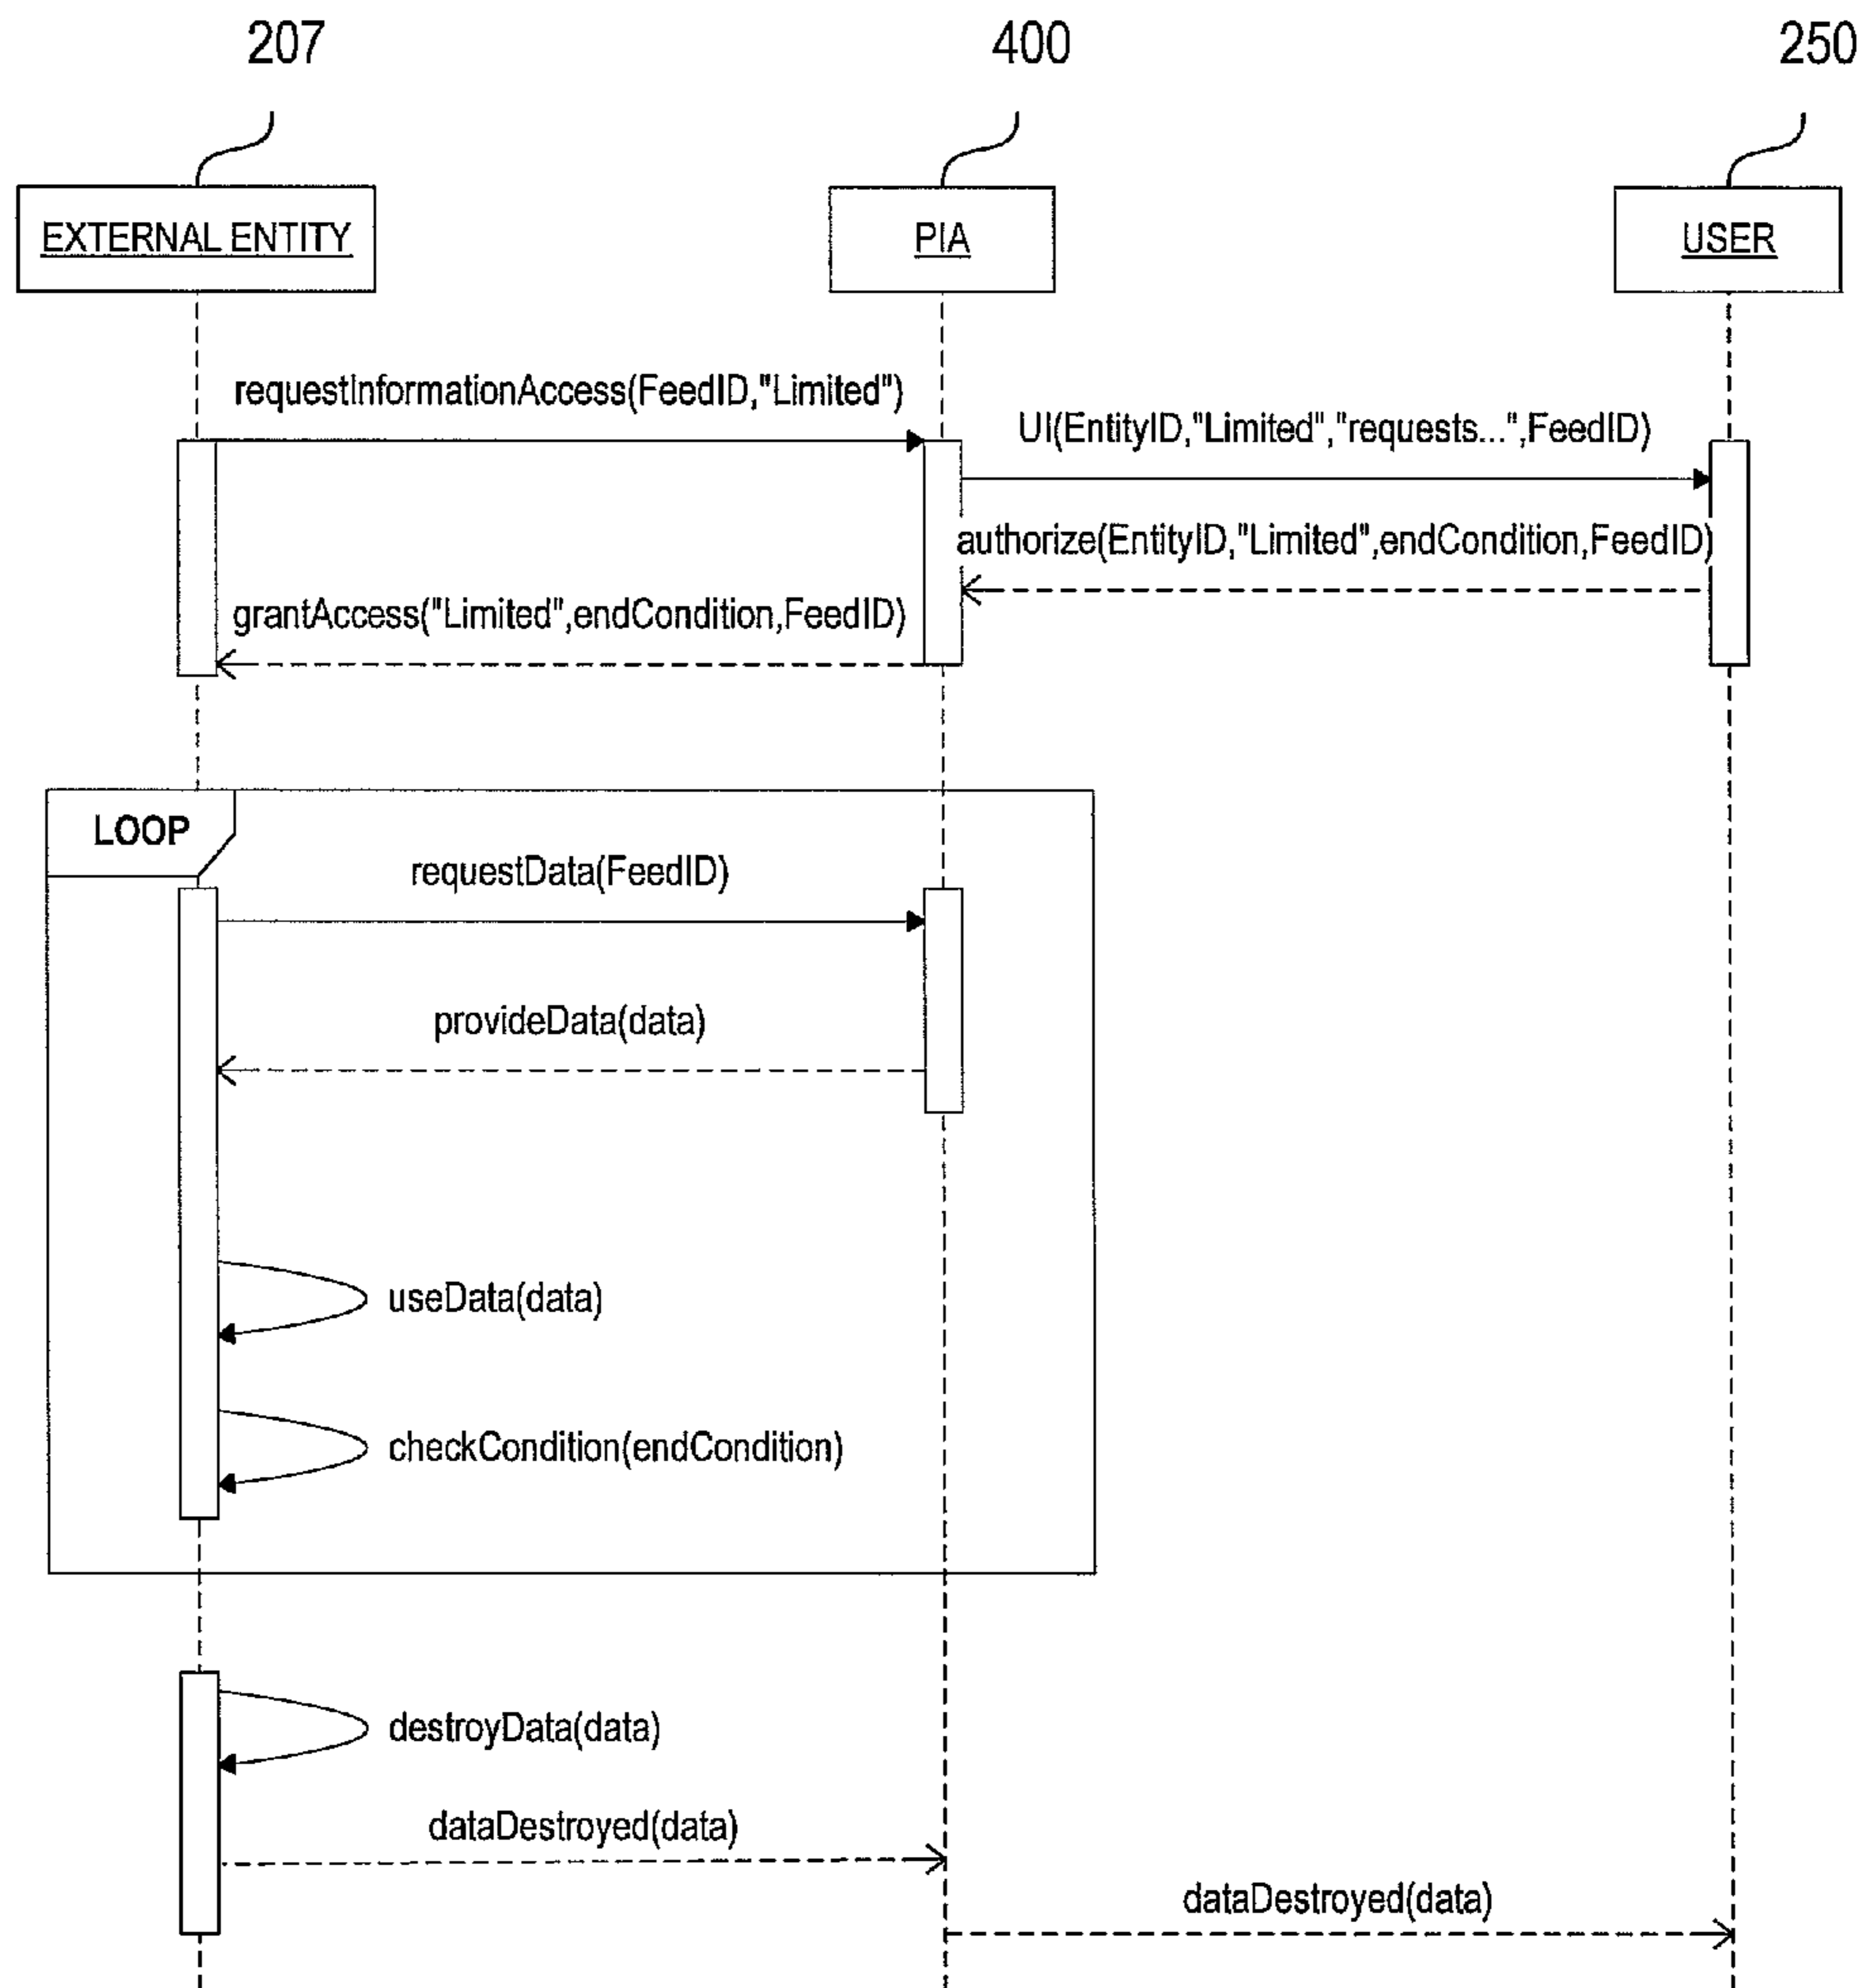 207
400
250
EXTERNAL ENTITY
PIA
USER
requestInformationAccess(FeedID,"Limited")
UI(EntityID,"Limited","requests...",FeedID)
authorize(EntityID,"Limited",endCondition,FeedID)
grantAccess("Limited",endCondition,FeedID)
LOOP
requestData(FeedID)
provideData(data)
useData(data)
checkCondition(endCondition)
destroyData(data)
dataDestroyed(data)
dataDestroyed(data)